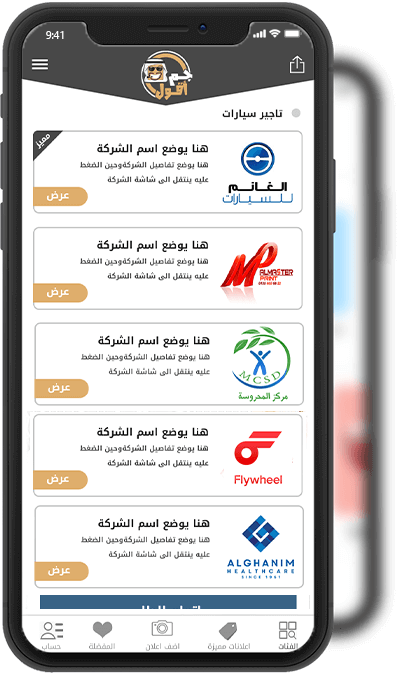 9:41
جم
اقول
تاجير سيارات
مميز
هنا يوضع اسم الشركة
هنا يوضع تفاصيل الشركةوحين الضغط
عليه ينتقل الى شاشة الشركة
عرض
الغانم
للسيارات
هنا يوضع اسم الشركة
هنا يوضع تفاصيل الشركةوحين الضغط
عليه ينتقل الى شاشة الشركة
عرض
MP
ALMASTER
PRINT
هنا يوضع اسم الشركة
هنا يوضع تفاصيل الشركةوحين الضغط
عليه ينتقل الى شاشة الشركة
عرض
MCSD
مركز المدروسة
هنا يوضع اسم الشركة
هنا يوضع تفاصيل الشركةوحين الضغط
عليه ينتقل الى شاشة الشركة
عرض
Flywheel
هنا يوضع اسم الشركة
هنا يوضع تفاصيل الشركةوحين الضغط
عليه ينتقل الى شاشة الشركة
عرض
ALGHANIM
HEALTHCARE
SINCE 1961
الفئات
اعلانات مميزة
اضف اعلان
المفضلة
حساب